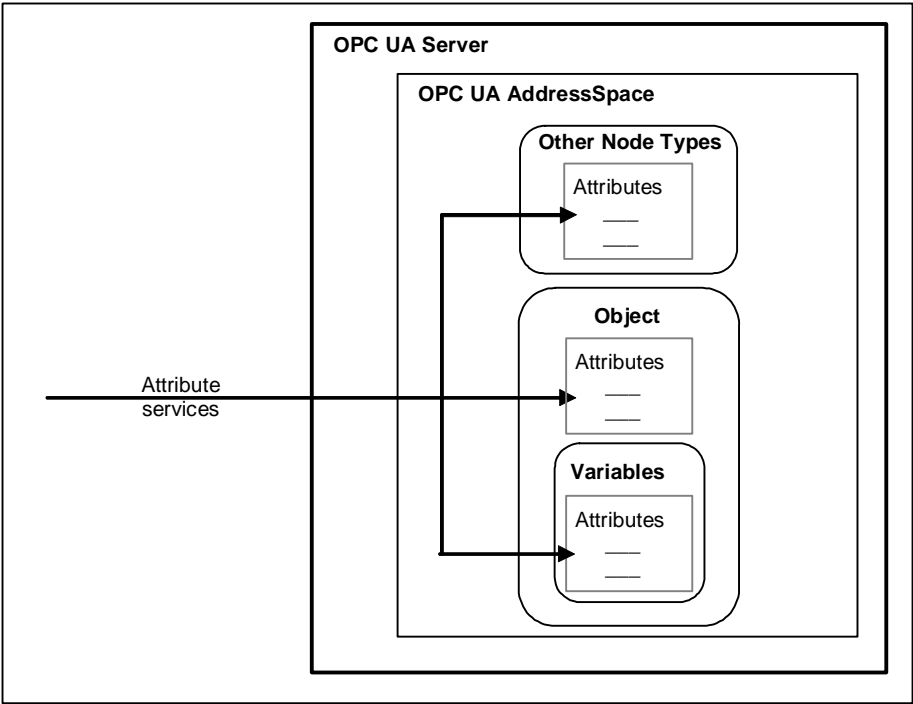 OPC UA Server
OPC UA AddressSpace
Other Node Types
Attributes
Object
Attributes
Attribute
services
Variables
Attributes